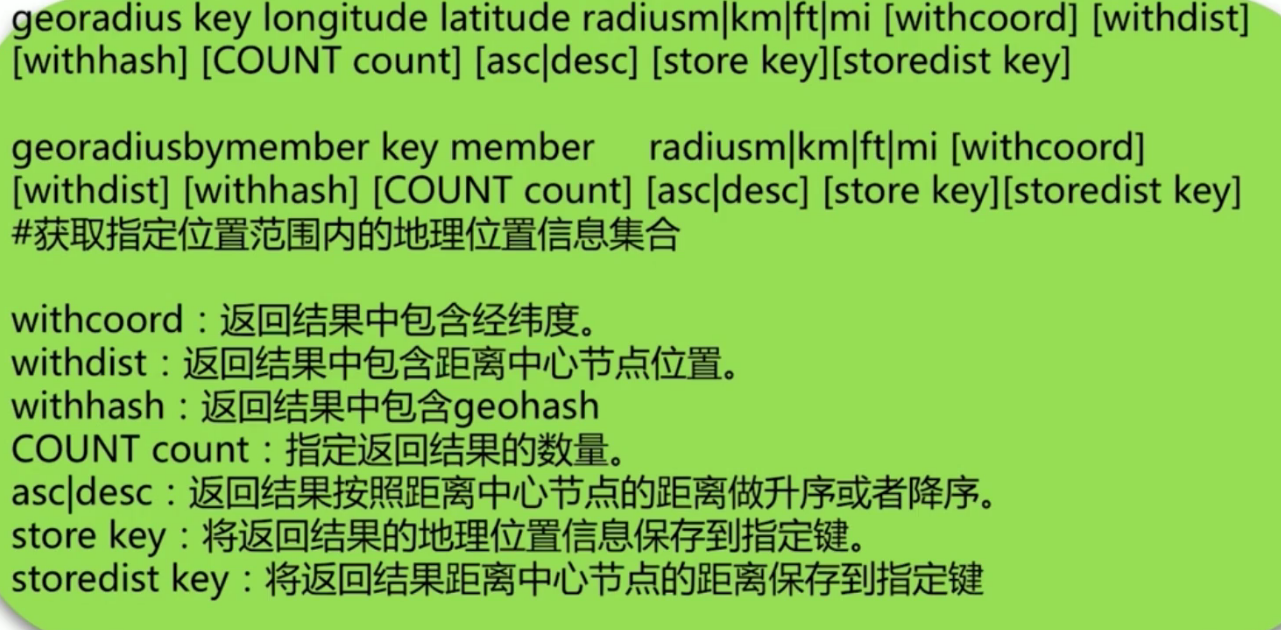 georadius key longitude latitude radiusm|km|ft|mi [withcoord] [withdist]
[withhash] [COUNT count] [asc|desc] [store key][storedist key]
georadiusbymember key member radiusm|km|ft|mi [withcoord]
[withdist] [withhash] [COUNT count] [asc|desc] [store key][storedist key]
#获取指定位置范围内的地理位置信息集合
withcoord：返回结果中包含经纬度。
withdist：返回结果中包含距离中心节点位置。
withhash：返回结果中包含geohash
COUNT count：指定返回结果的数量。
asc|desc：返回结果按照距离中心节点的距离做升序或者降序。
store key：将返回结果的地理位置信息保存到指定键。
storedist key：将返回结果距离中心节点的距离保存到指定键